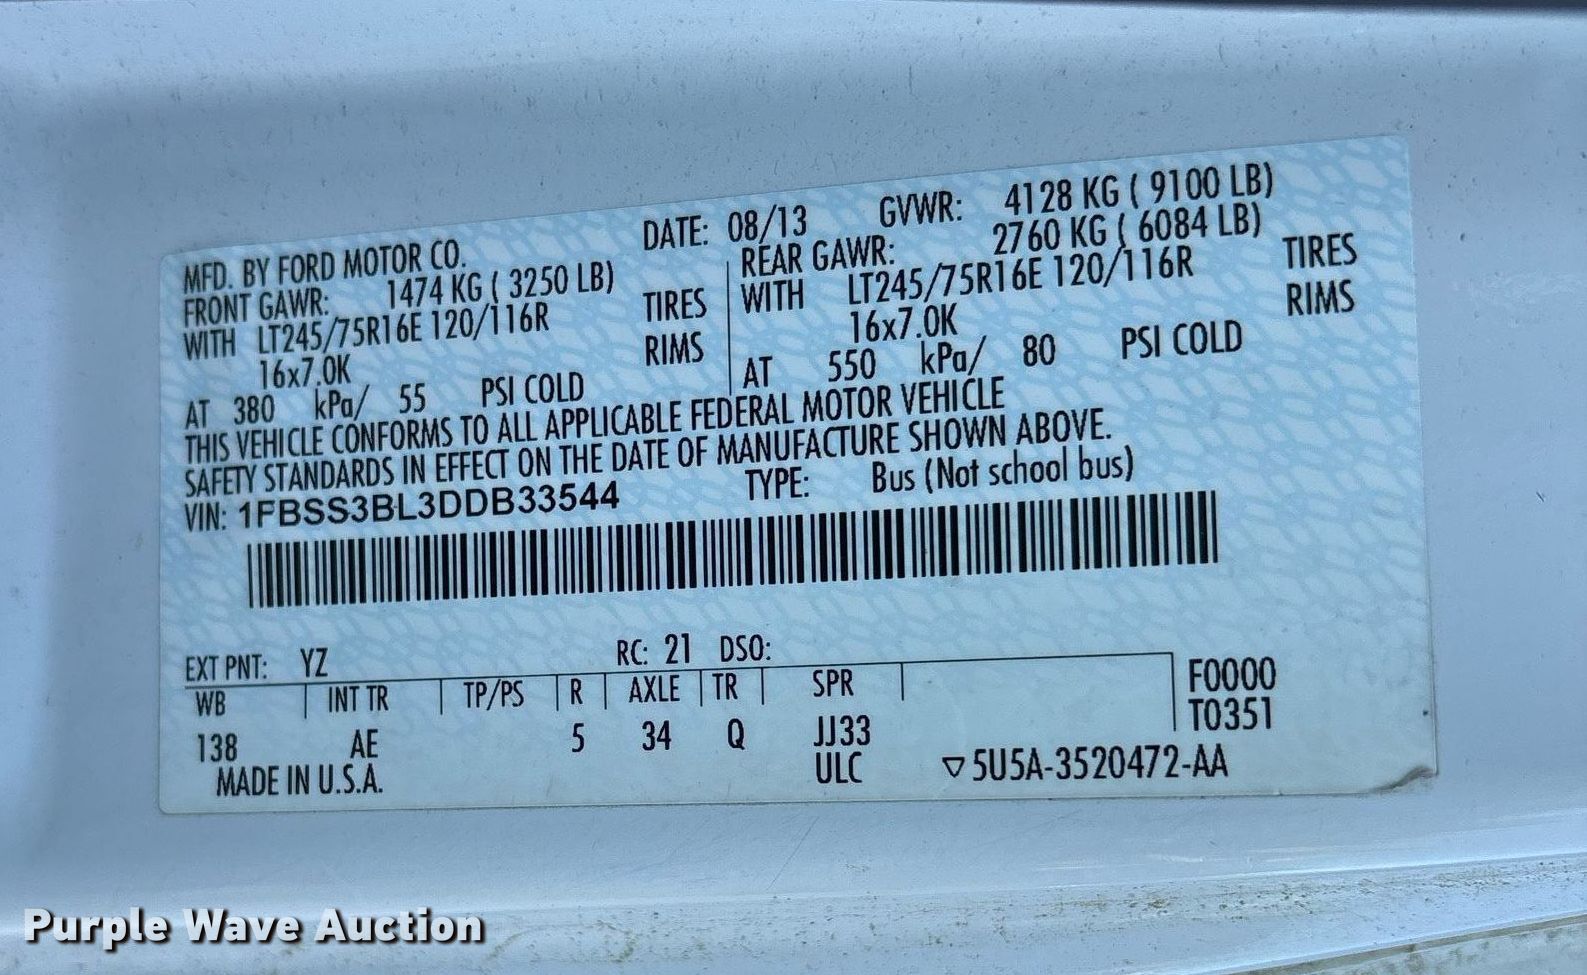 MFD. BY FORD MOTOR CO. DATE: 08/13 GVWR: 4128 KG ( 9100 LB)
FRONT GAWR: 1474 KG ( 3250 LB)
WITH LT245/75R16E 120/116R TIRES
16x7.0K RIMS
AT 380 kPa/ 55 PSI COLD
REAR GAWR: 2760 KG ( 6084 LB)
WITH LT245/75R16E 120/116R TIRES
16x7.0K RIMS
AT 550 kPa/ 80 PSI COLD
THIS VEHICLE CONFORMS TO ALL APPLICABLE FEDERAL MOTOR VEHICLE
SAFETY STANDARDS IN EFFECT ON THE DATE OF MANUFACTURE SHOWN ABOVE.
VIN: 1FBSS3BL3DDB33544 TYPE: Bus (Not school bus)
EXT PNT: YZ RC: 21 DSO:
WB INT TR TP/PS R AXLE TR SPR F0000
T0351
138 AE 5 34 Q JJ33
MADE IN U.S.A. ULC ▽5U5A-3520472-AA
Purple Wave Auction